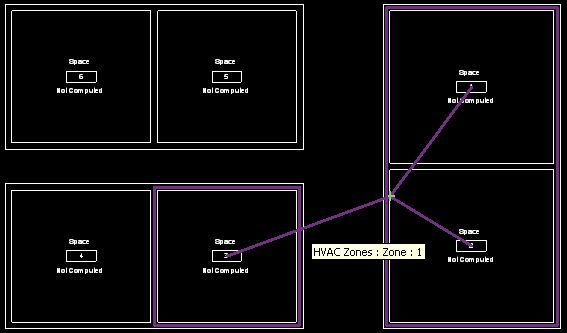 Space
6
Not Computed
Space
5
Not Computed
Space
Not Computed
Space
4
Not Computed
Space
3
Not Computed
Space
2
Not Computed
HVAC Zones : Zone : 1